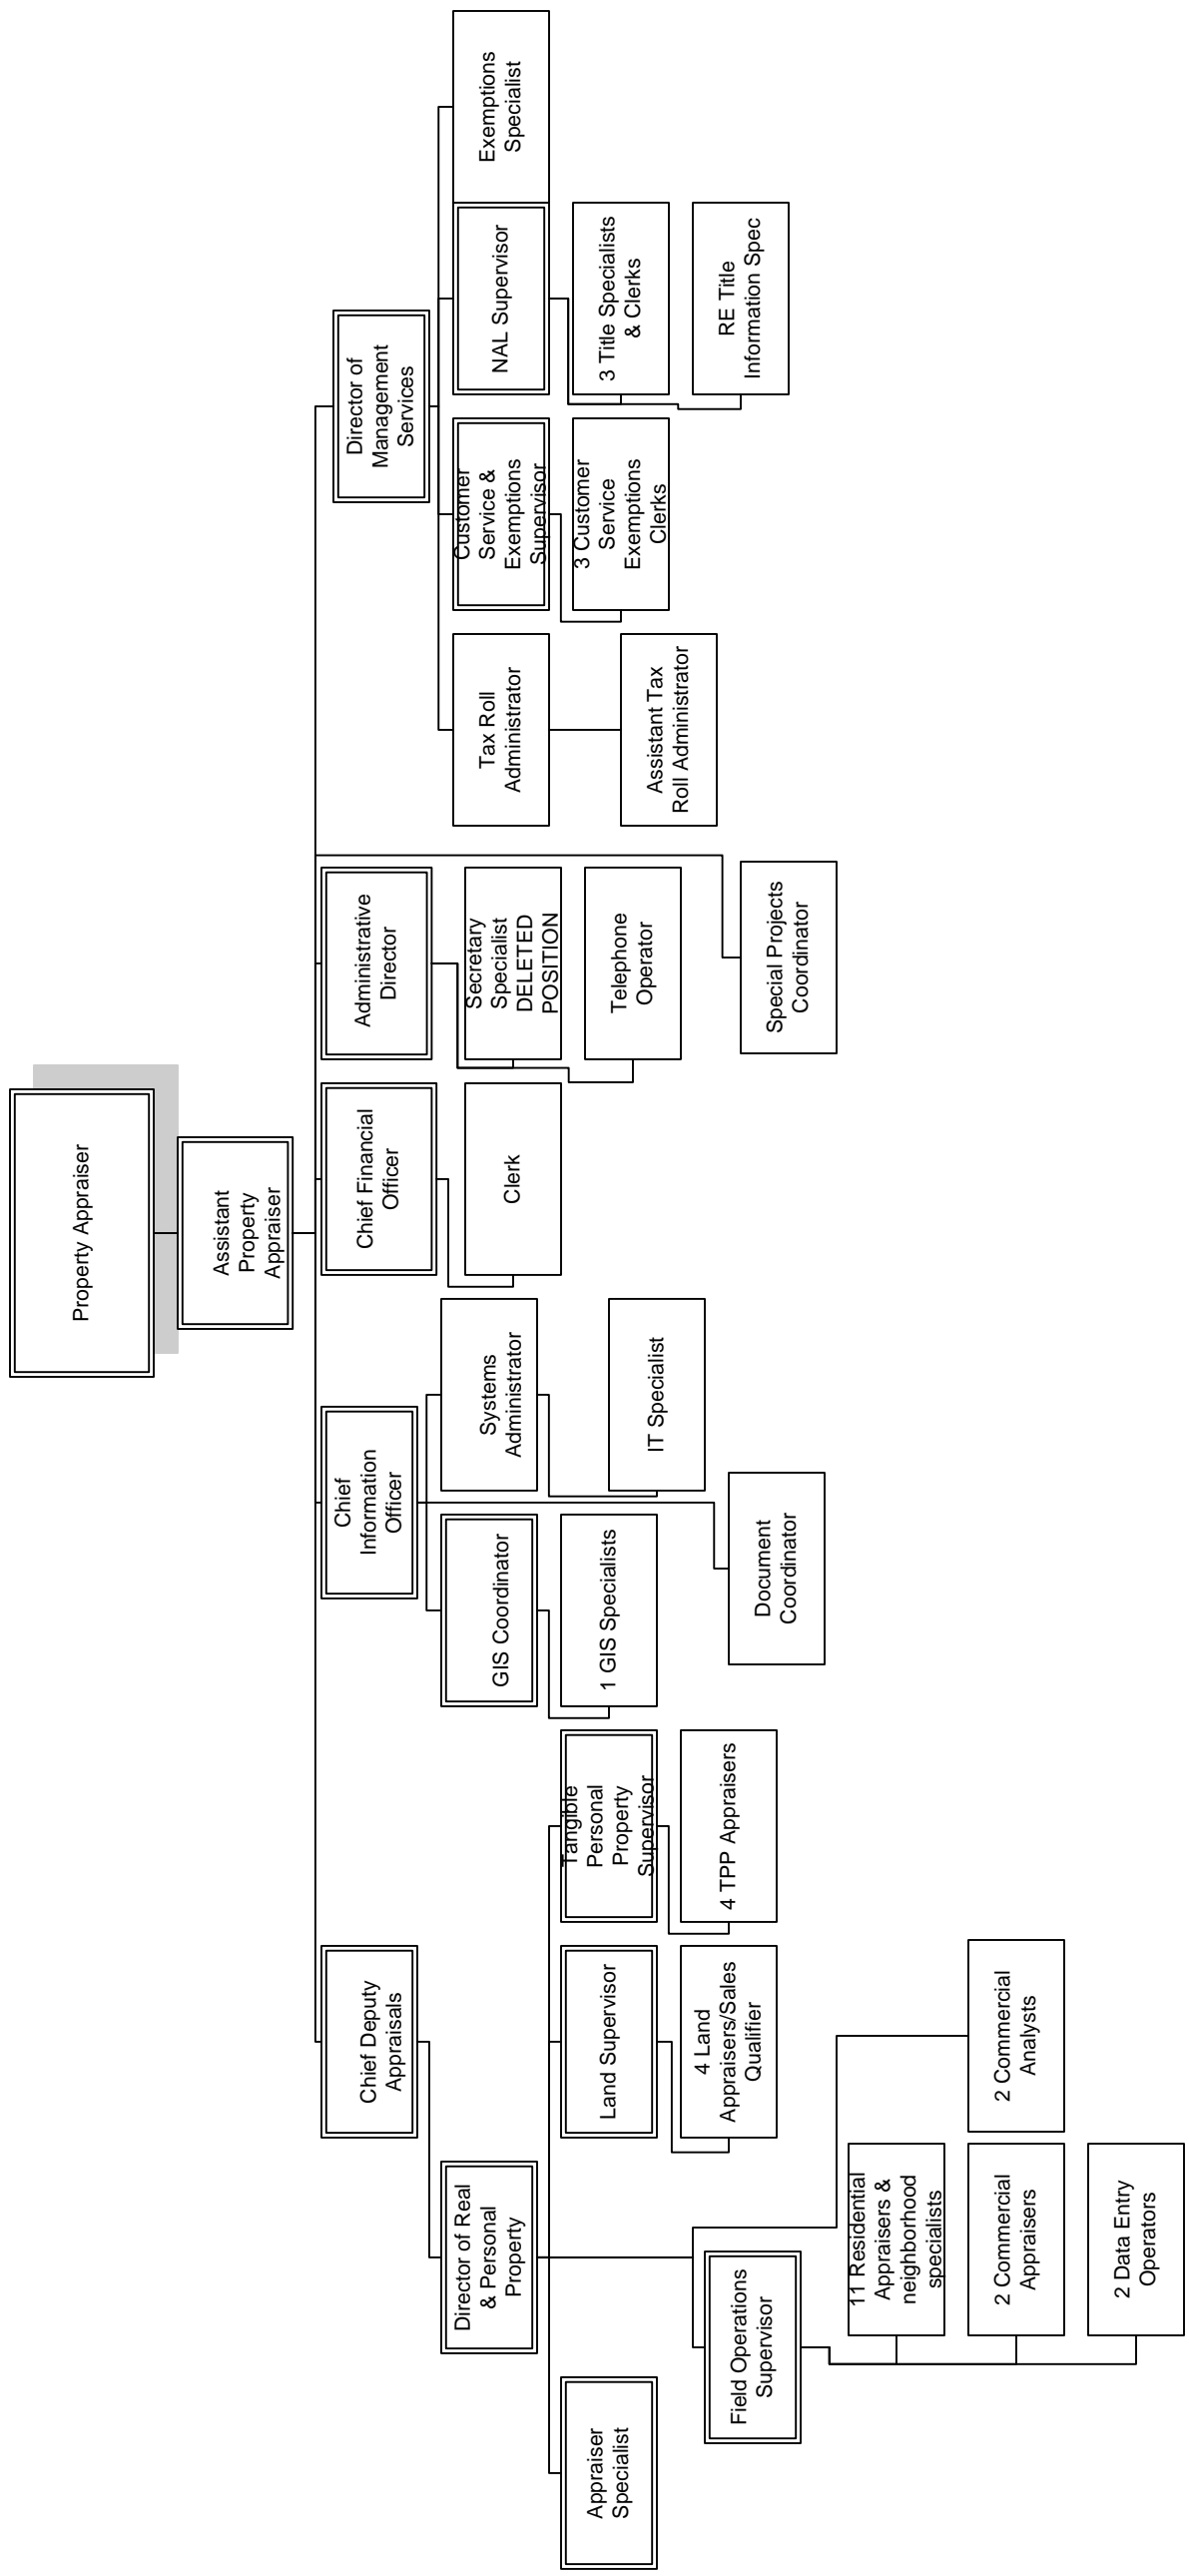 Property Appraiser
Assistant
Property
Appraiser
Chief Deputy
Appraisals
Chief
Information
Officer
Chief Financial
Officer
Administrative
Director
Director of
Management
Services
Director of Real
& Personal
Property
GIS Coordinator
Systems
Administrator
Clerk
Secretary
Specialist
DELETED
POSITION
Tax Roll
Administrator
Customer
Service &
Exemptions
Supervisor
NAL Supervisor
Exemptions
Specialist
Appraiser
Specialist
Land Supervisor
Tangible
Personal
Property
Supervisor
1 GIS Specialists
IT Specialist
Telephone
Operator
Assistant Tax
Roll Administrator
3 Customer
Service
Exemptions
Clerks
3 Title Specialists
& Clerks
Field Operations
Supervisor
4 Land
Appraisers/Sales
Qualifier
4 TPP Appraisers
Document
Coordinator
Special Projects
Coordinator
RE Title
Information Spec
11 Residential
Appraisers &
neighborhood
specialists
2 Commercial
Appraisers
2 Commercial
Analysts
2 Data Entry
Operators